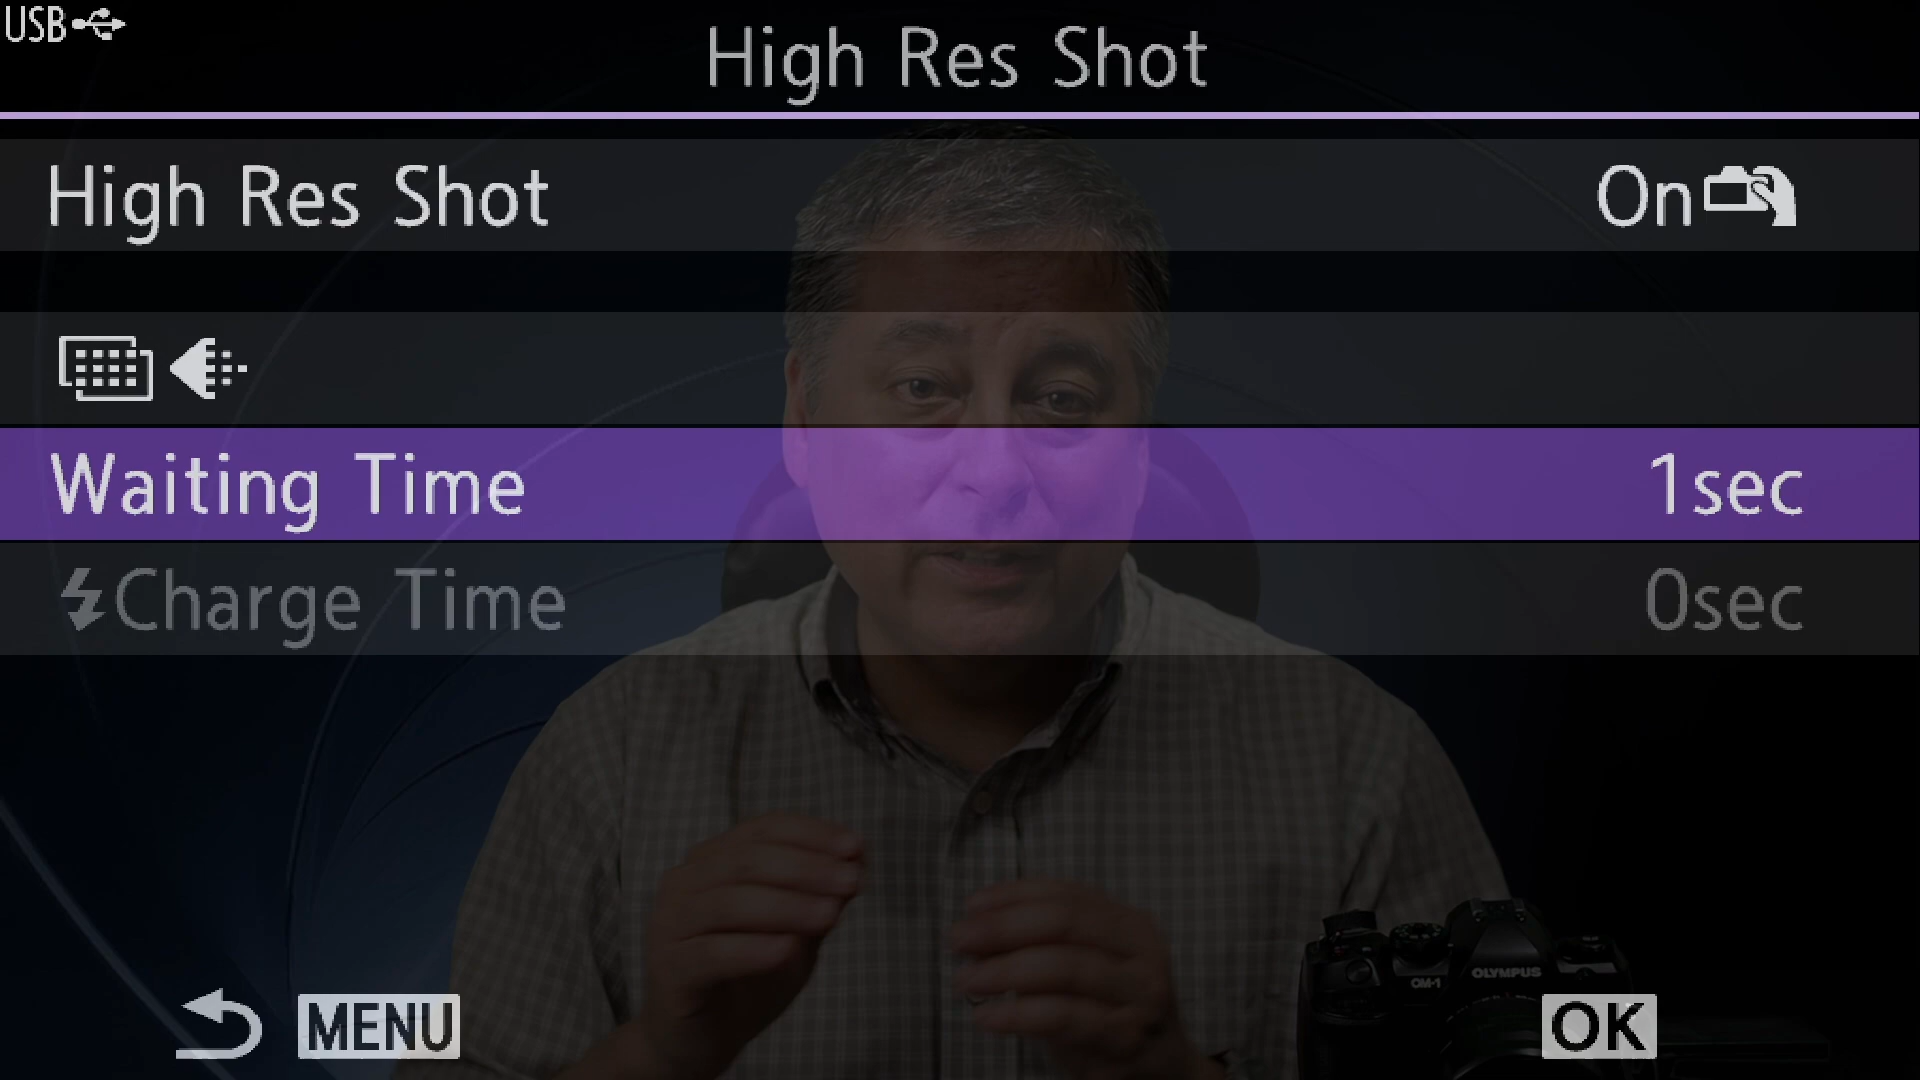 USB
High Res Shot
High Res Shot On
Waiting Time 1sec
Charge Time 0sec
OLYMPUS
OM-1
MENU OK